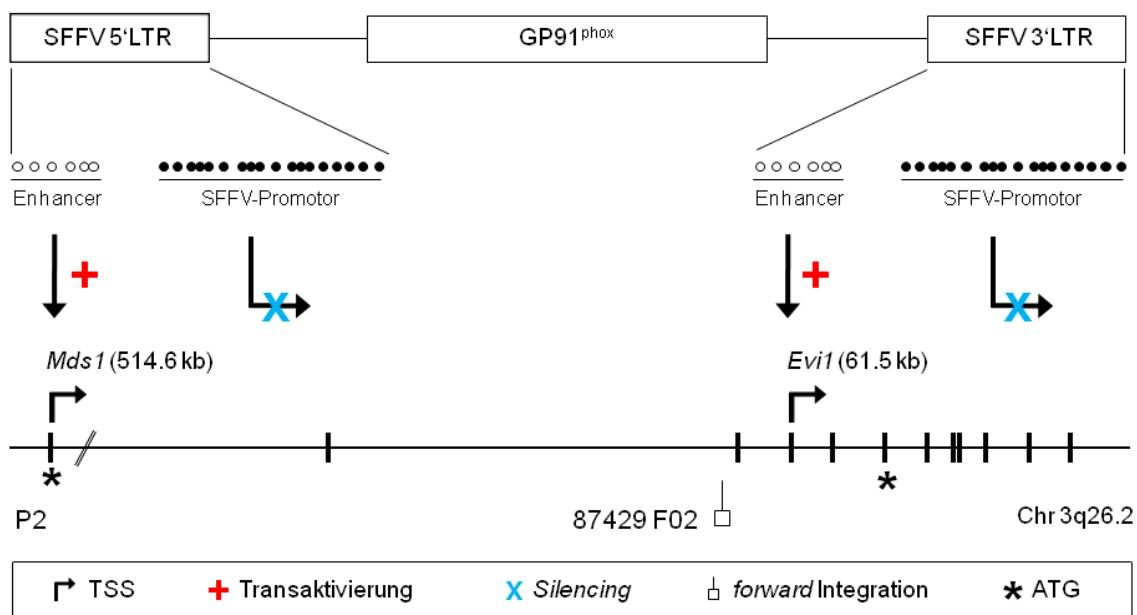 SFFV 5‘LTR GP91phox SFFV 3‘LTR
Enhancer SFFV-Promotor Enhancer SFFV-Promotor
+ X + X
Mds1 (514.6 kb) Evi1 (61.5 kb)
* *
P2 87429 F02 Chr 3q26.2
TSS + Transaktivierung X Silencing forward Integration * ATG